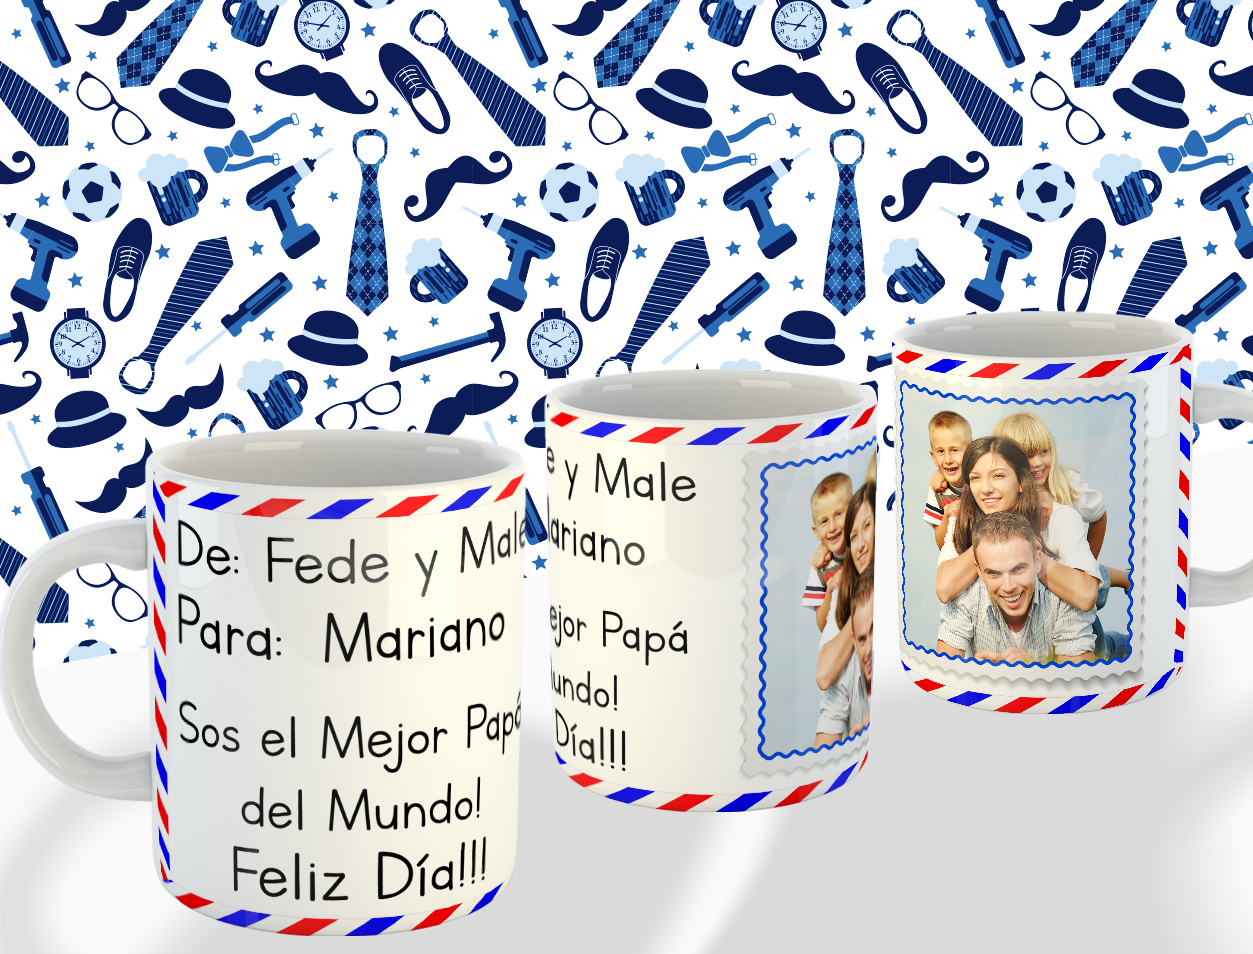 De: Fede y Male
Para: Mariano
Sos el Mejor Papá
del Mundo!
Feliz Día!!!
e y Male
ariano
ejor Papá
undo!
Día!!!